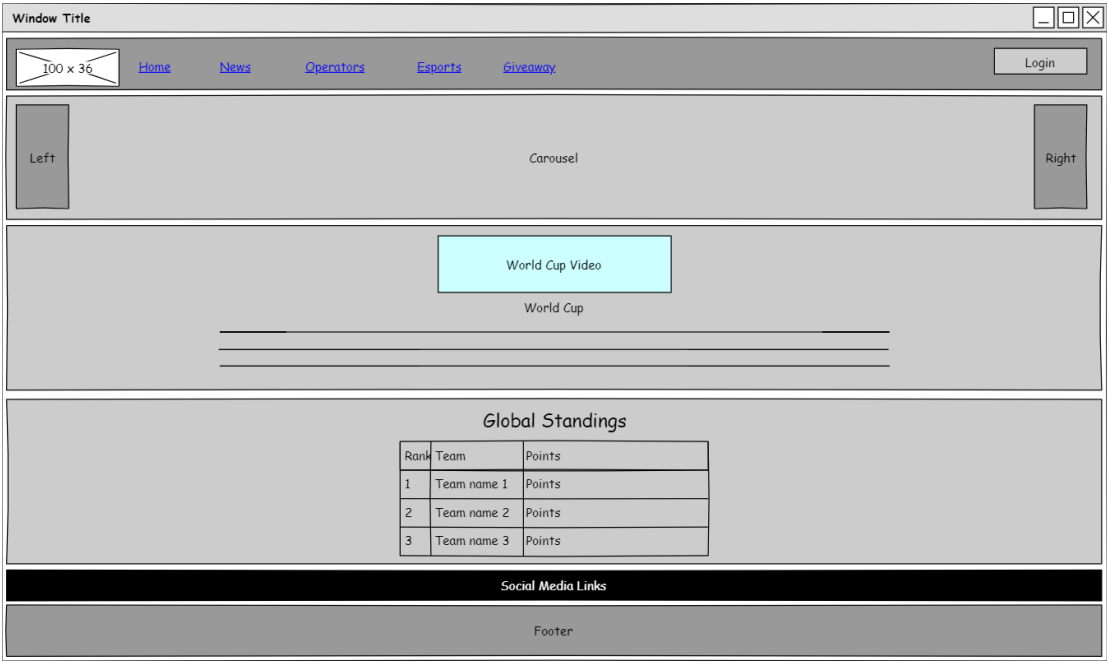 Window Title
100 x 36 Home News Operators Esports Giveaway Login
Left Carousel Right
World Cup Video
World Cup
Global Standings
Rank Team Points
1 Team name 1 Points
2 Team name 2 Points
3 Team name 3 Points
Social Media Links
Footer